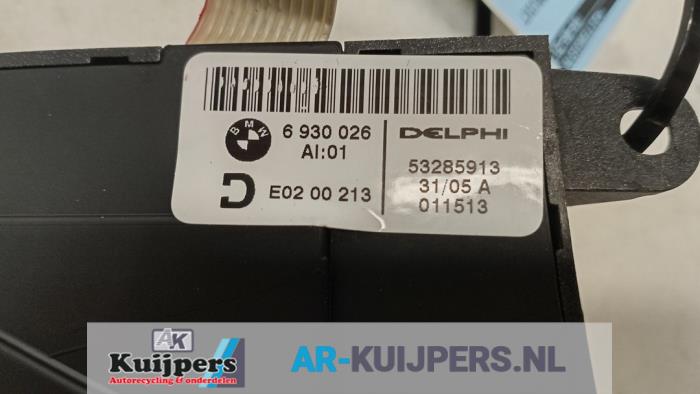 BMW
6 930 026
AI:01
E02 00 213
DELPHI
53285913
31/05 A
011513
AK
Kuijpers
Autorecycling & onderdelen
AR-KUIJPERS.NL